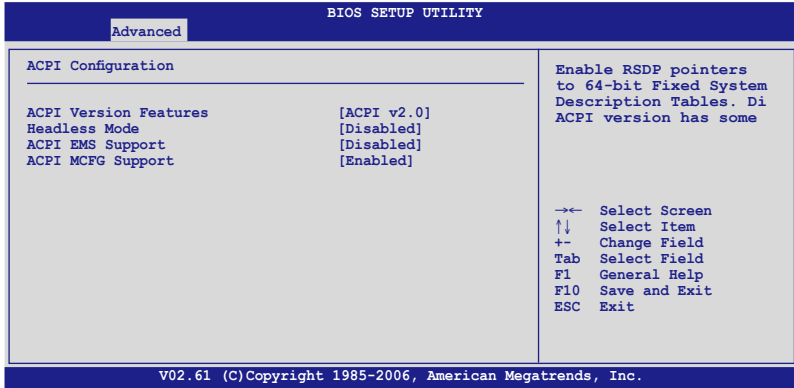 BIOS SETUP UTILITY
Advanced
ACPI Configuration
ACPI Version Features [ACPI v2.0]
Headless Mode [Disabled]
ACPI EMS Support [Disabled]
ACPI MCFG Support [Enabled]
Enable RSDP pointers
to 64-bit Fixed System
Description Tables. Di
ACPI version has some
→← Select Screen
↑↓ Select Item
+- Change Field
Tab Select Field
F1 General Help
F10 Save and Exit
ESC Exit
V02.61 (C)Copyright 1985-2006, American Megatrends, Inc.